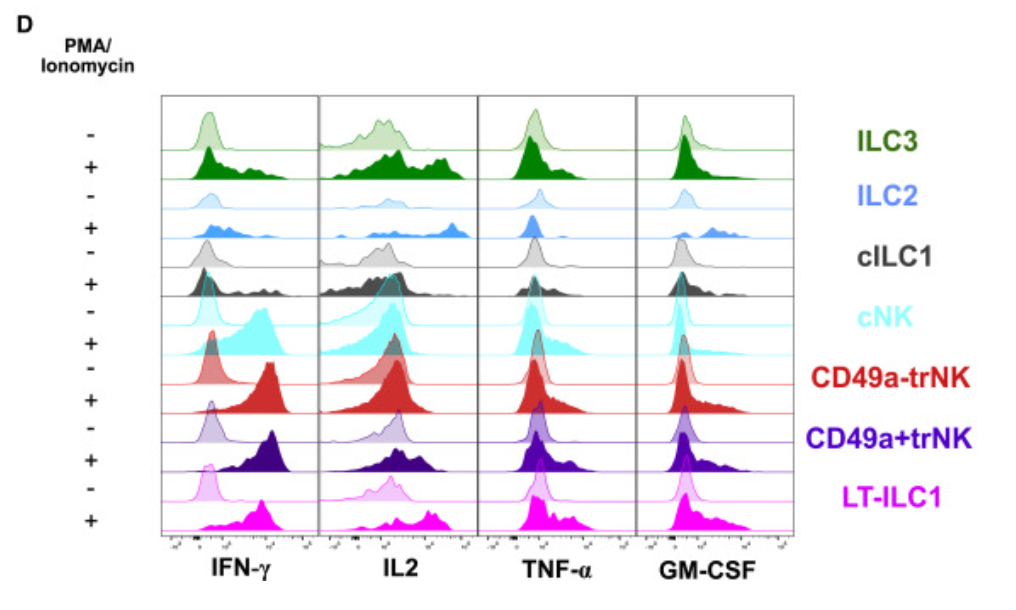 D
PMA/
Ionomycin
-
+
-
+
-
+
-
+
-
+
-
+
-
+
ILC3
ILC2
cILC1
cNK
CD49a-trNK
CD49a+trNK
LT-ILC1
IFN-γ
IL2
TNF-α
GM-CSF